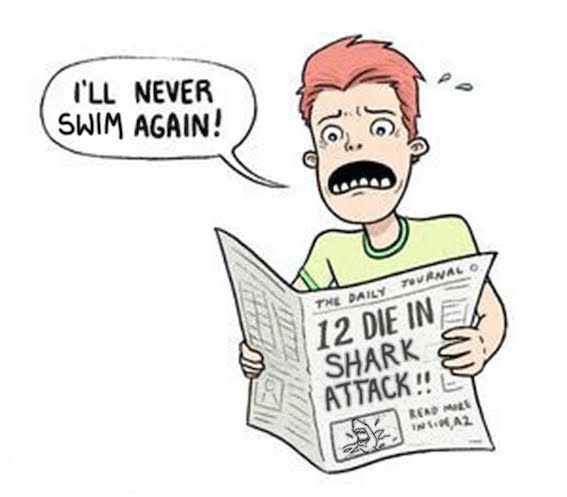 I'LL NEVER
SWIM AGAIN!
THE DAILY JOURNAL
12 DIE IN
SHARK
ATTACK!!
READ MORE
INSIDE, A2